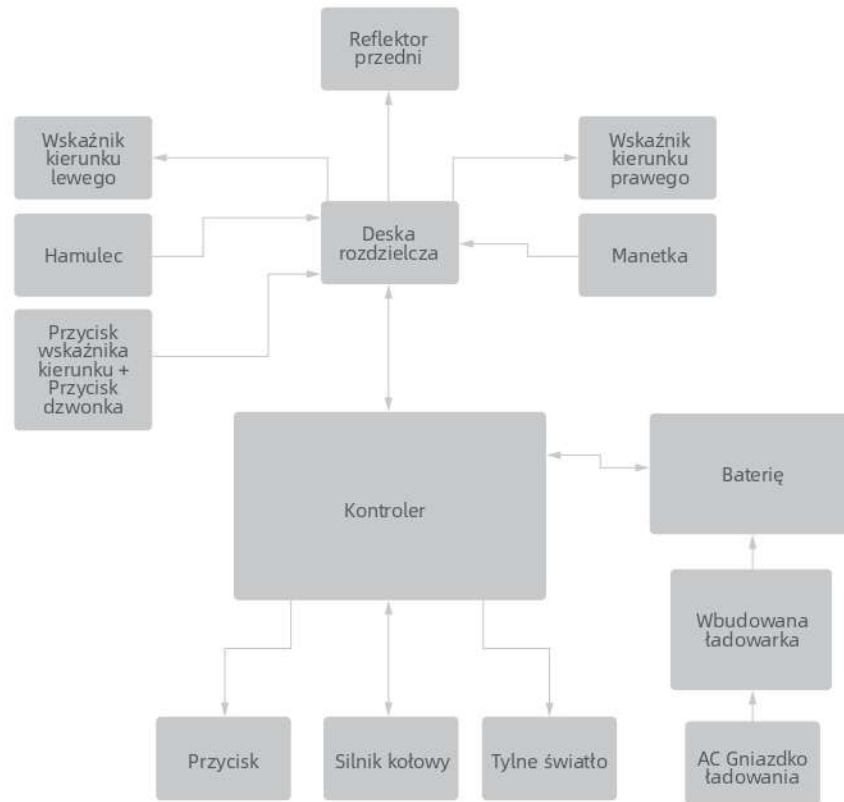 Reflektor
przedni
Wskaźnik
kierunku
lewego
Wskaźnik
kierunku
prawego
Hamulec
Deska
rozdzielcza
Manetka
Przycisk
wskaźnika
kierunku +
Przycisk
dzwonka
Kontroler
Baterię
Wbudowana
ładowarka
Przycisk
Silnik kołowy
Tylne światło
AC Gniazdko
ładowania